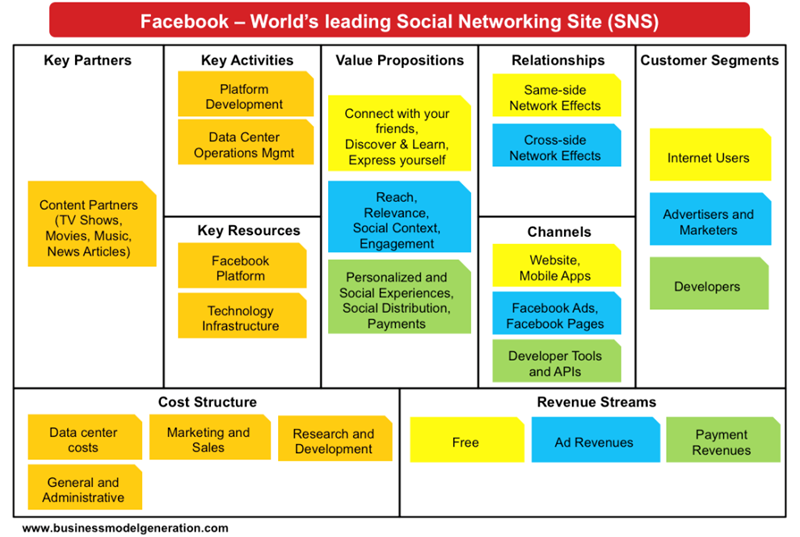 Facebook – World's leading Social Networking Site (SNS)
Key Partners
Content Partners
(TV Shows,
Movies, Music,
News Articles)
Key Activities
Platform
Development
Data Center
Operations Mgmt
Key Resources
Facebook
Platform
Technology
Infrastructure
Value Propositions
Connect with your
friends,
Discover & Learn,
Express yourself
Reach,
Relevance,
Social Context,
Engagement
Personalized and
Social Experiences,
Social Distribution,
Payments
Relationships
Same-side
Network Effects
Cross-side
Network Effects
Channels
Website,
Mobile Apps
Facebook Ads,
Facebook Pages
Developer Tools
and APIs
Customer Segments
Internet Users
Advertisers and
Marketers
Developers
Cost Structure
Data center
costs
Marketing and
Sales
Research and
Development
General and
Administrative
Revenue Streams
Free
Ad Revenues
Payment
Revenues
www.businessmodelgeneration.com